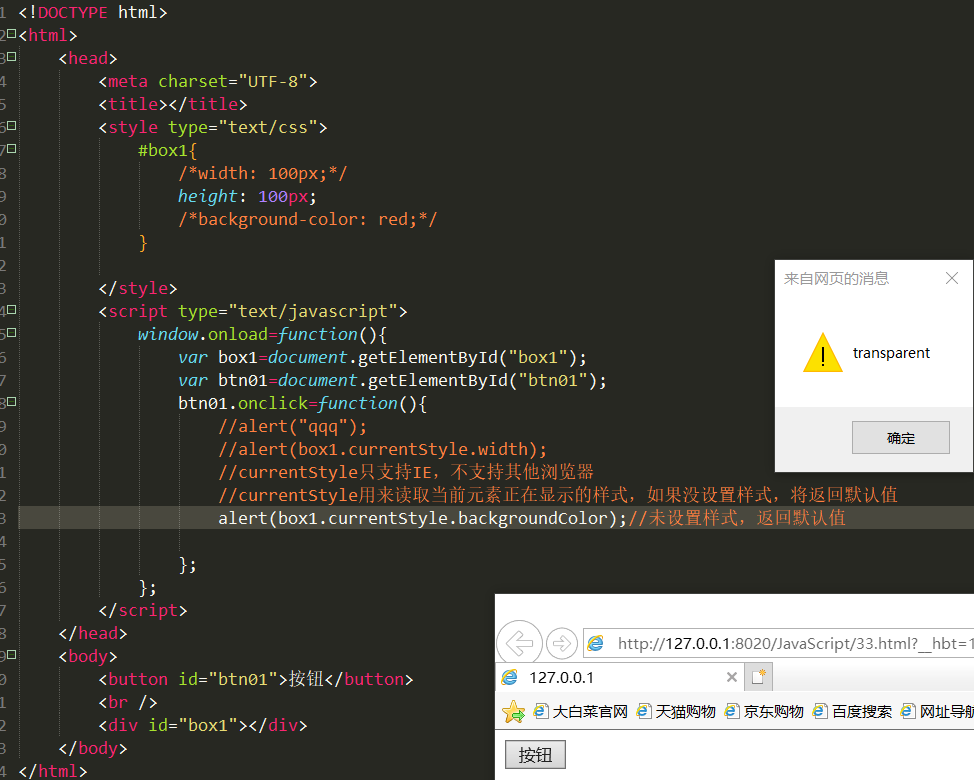 1 <!DOCTYPE html>
2 <html>
3 <head>
4 <meta charset="UTF-8">
5 <title></title>
6 <style type="text/css">
7 #box1{
8 /*width: 100px;*/
9 height: 100px;
0 /*background-color: red;*/
1 }
2
3 </style>
4 <script type="text/javascript">
5 window.onload=function(){
6 var box1=document.getElementById("box1");
7 var btn01=document.getElementById("btn01");
8 btn01.onclick=function(){
9 //alert("qqq");
0 //alert(box1.currentStyle.width);
1 //currentStyle只支持IE，不支持其他浏览器
2 //currentStyle用来读取当前元素正在显示的样式，如果没设置样式，将返回默认值
3 alert(box1.currentStyle.backgroundColor);//未设置样式，返回默认值
4
5 };
6 };
7 </script>
8 </head>
9 <body>
0 <button id="btn01">按钮</button>
1 <br />
2 <div id="box1"></div>
3 </body>
4 </html>
来自网页的消息
transparent
确定
http://127.0.0.1:8020/JavaScript/33.html?__hbt=1
127.0.0.1
大白菜官网 天猫购物 京东购物 百度搜索 网址导航
按钮